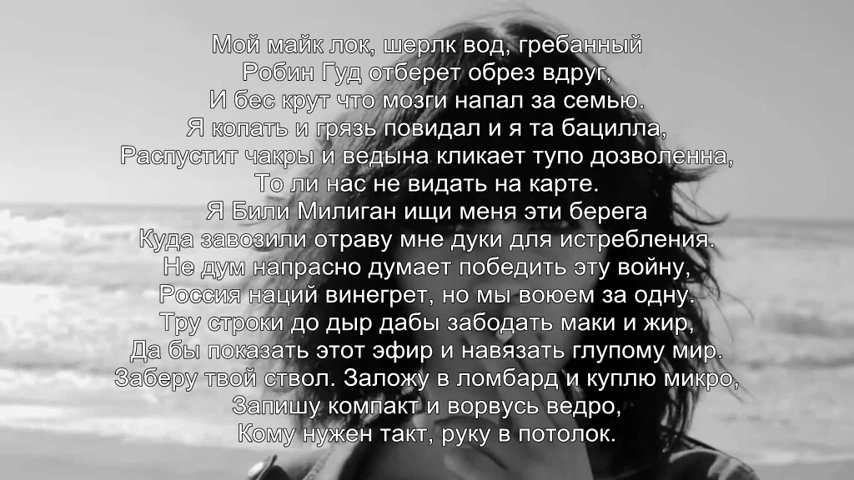 Мой майк лок, шерлк вод, гребанный
Робин Гуд отберет обрез вдруг,
И бес крут что мозги напал за семью.
Я копать и грязь повидал и я та бацилла,
Распустит чакры и ведына кликает тупо дозволенна,
То ли нас не видать на карте.
Я Били Милиган ищи меня эти берега
Куда завозили отраву мне дуки для истребления.
Не дум напрасно думает победить эту войну,
Россия наций винегрет, но мы воюем за одну.
Тру строки до дыр дабы забодать маки и жир,
Да бы показать этот эфир и навязать глупому мир.
Заберу твой ствол. Заложу в ломбард и куплю микро,
Запишу компакт и ворвусь ведро,
Кому нужен такт, руку в потолок.